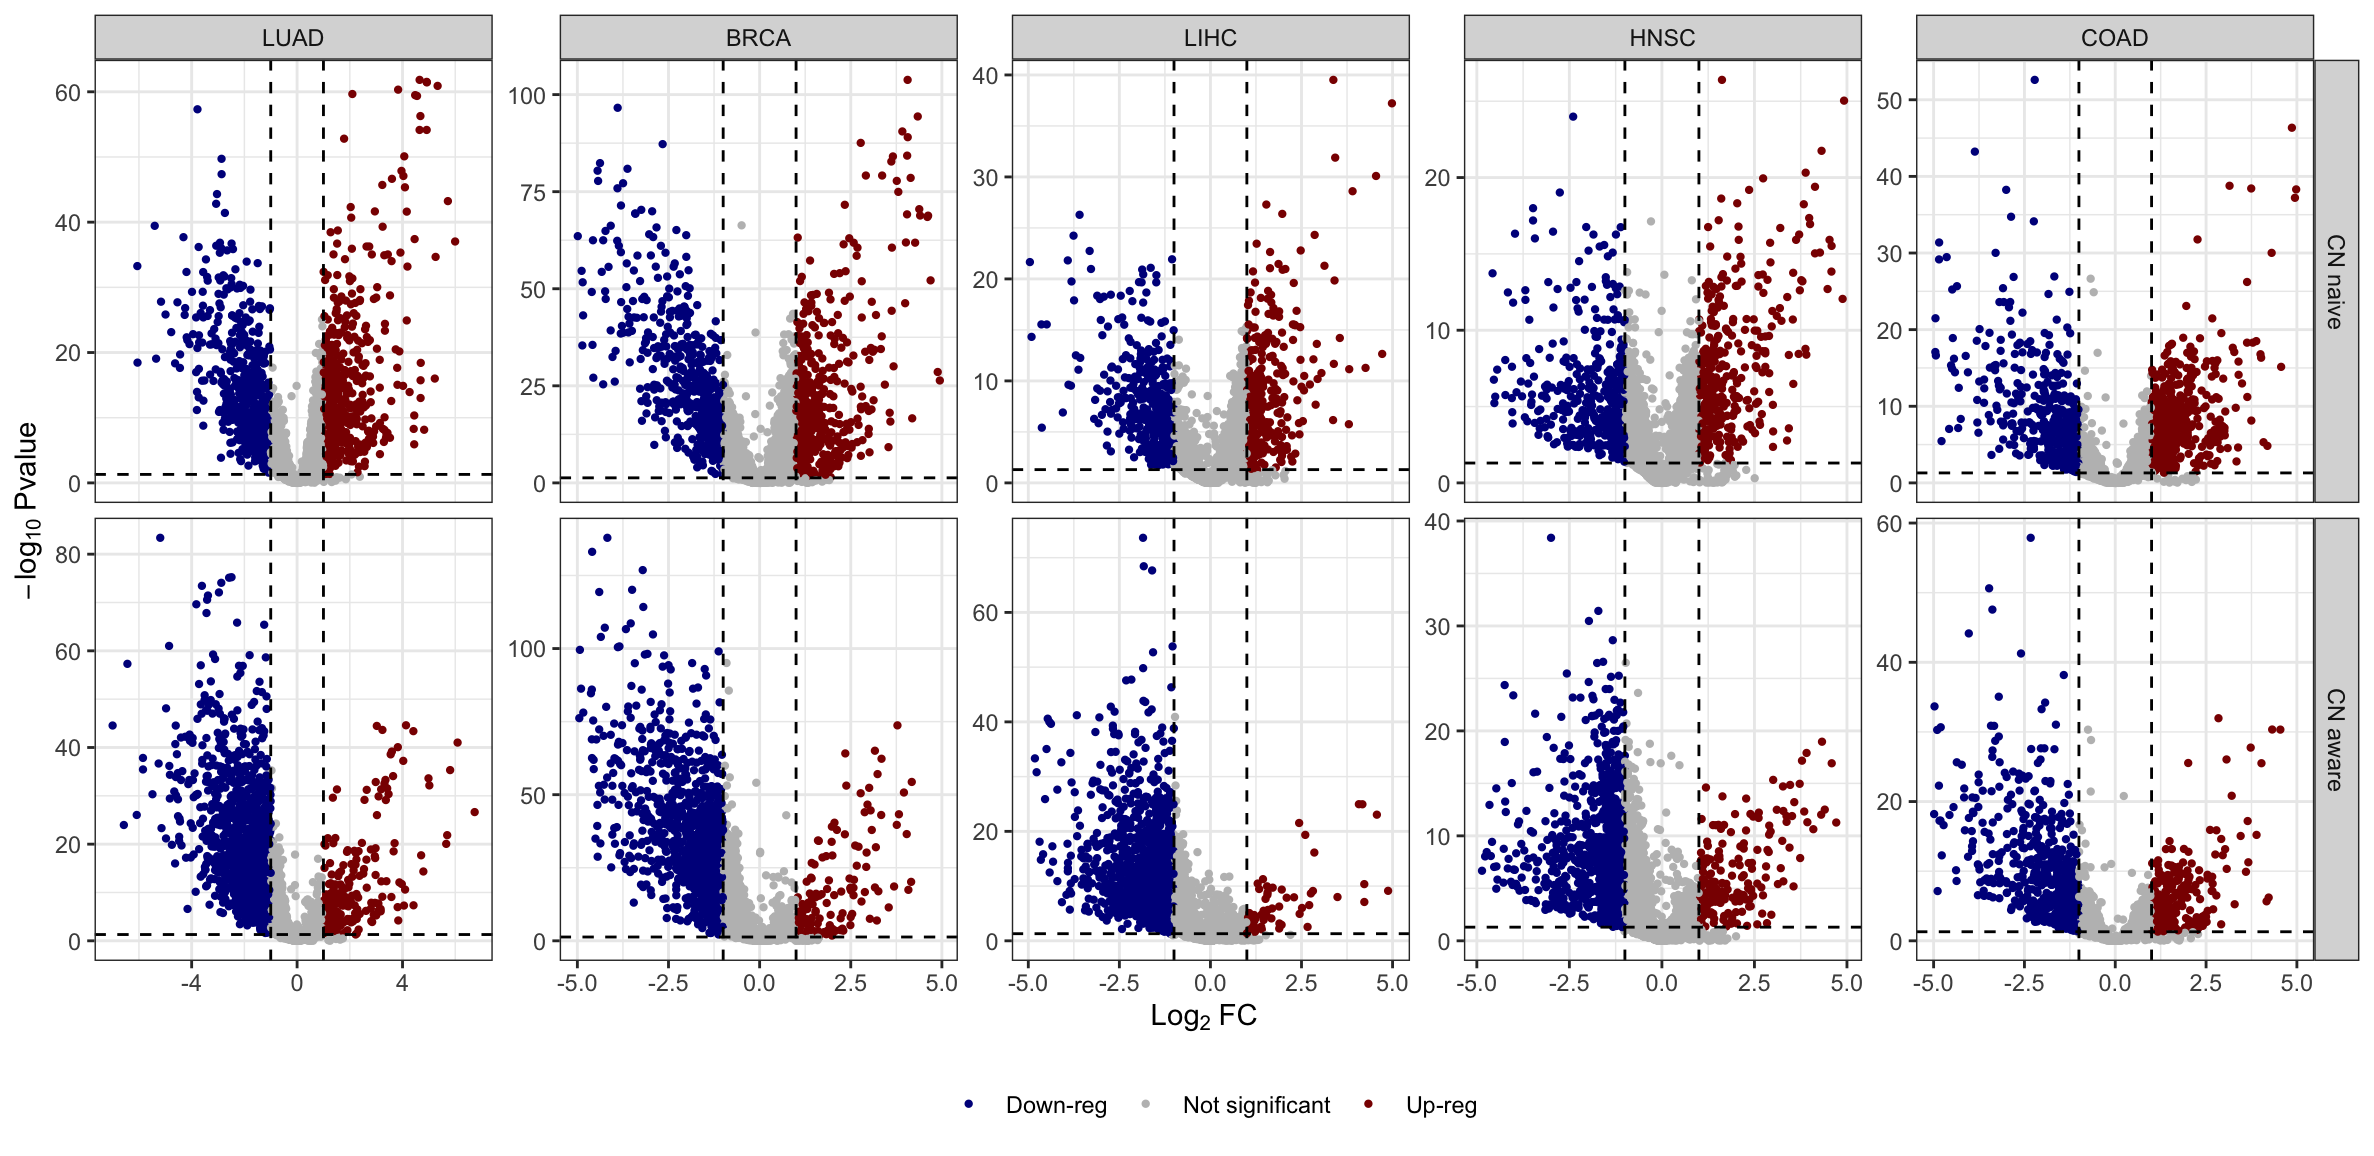 LUAD BRCA LIHC HNSC COAD
60 40 20 0
100 75 50 25 0
40 30 20 10 0
20 10 0
50 40 30 20 10 0
CN naive
−log10 Pvalue
80 60 40 20 0
100 50 0
60 40 20 0
40 30 20 10 0
60 40 20 0
CN aware
-4 0 4
-5.0 -2.5 0.0 2.5 5.0
-5.0 -2.5 0.0 2.5 5.0
-5.0 -2.5 0.0 2.5 5.0
-5.0 -2.5 0.0 2.5 5.0
Log2 FC
Down-reg Not significant Up-reg